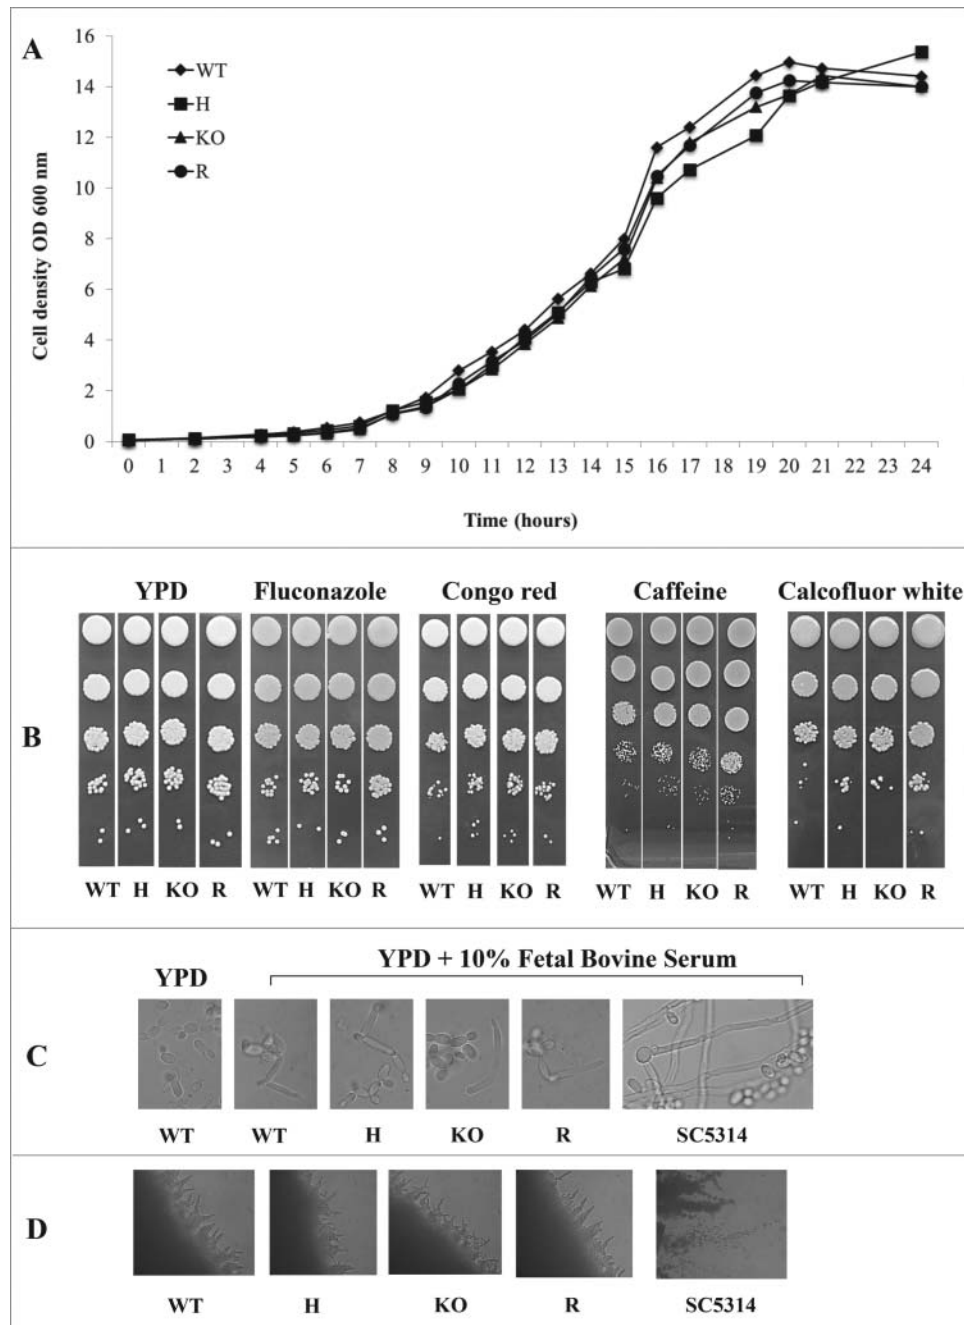 A
16
14
12
10
8
6
4
2
0
WT
H
KO
R
Cell density OD 600 nm
0 1 2 3 4 5 6 7 8 9 10 11 12 13 14 15 16 17 19 20 21 22 23 24
Time (hours)
B
YPD Fluconazole Congo red Caffeine Calcofluor white
WT H KO R WT H KO R WT H KO R WT H KO R WT H KO R
C
YPD + 10% Fetal Bovine Serum
YPD
WT WT H KO R SC5314
D
WT H KO R SC5314